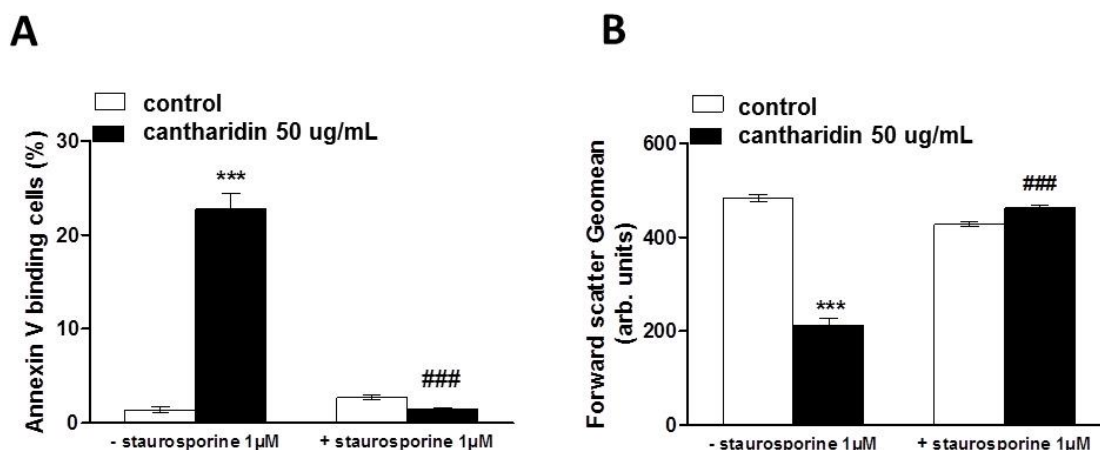 A
control
cantharidin 50 ug/mL
Annexin V binding cells (%)
30
20
10
0
***
###
- staurosporine 1µM
+ staurosporine 1µM
B
control
cantharidin 50 ug/mL
Forward scatter Geomean
(arb. units)
600
400
200
0
***
###
- staurosporine 1µM
+ staurosporine 1µM